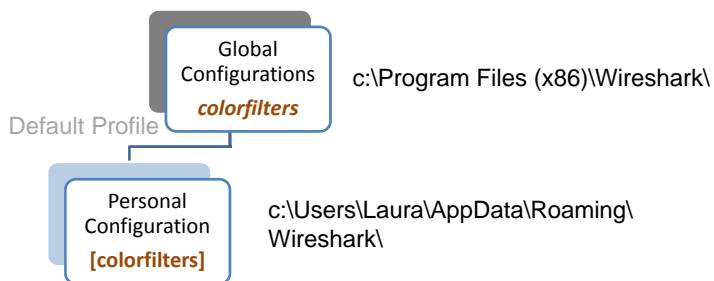 Global
Configurations
colorfilters
c:\Program Files (x86)\Wireshark\
Default Profile
Personal
Configuration
[colorfilters]
c:\Users\Laura\AppData\Roaming\
Wireshark\